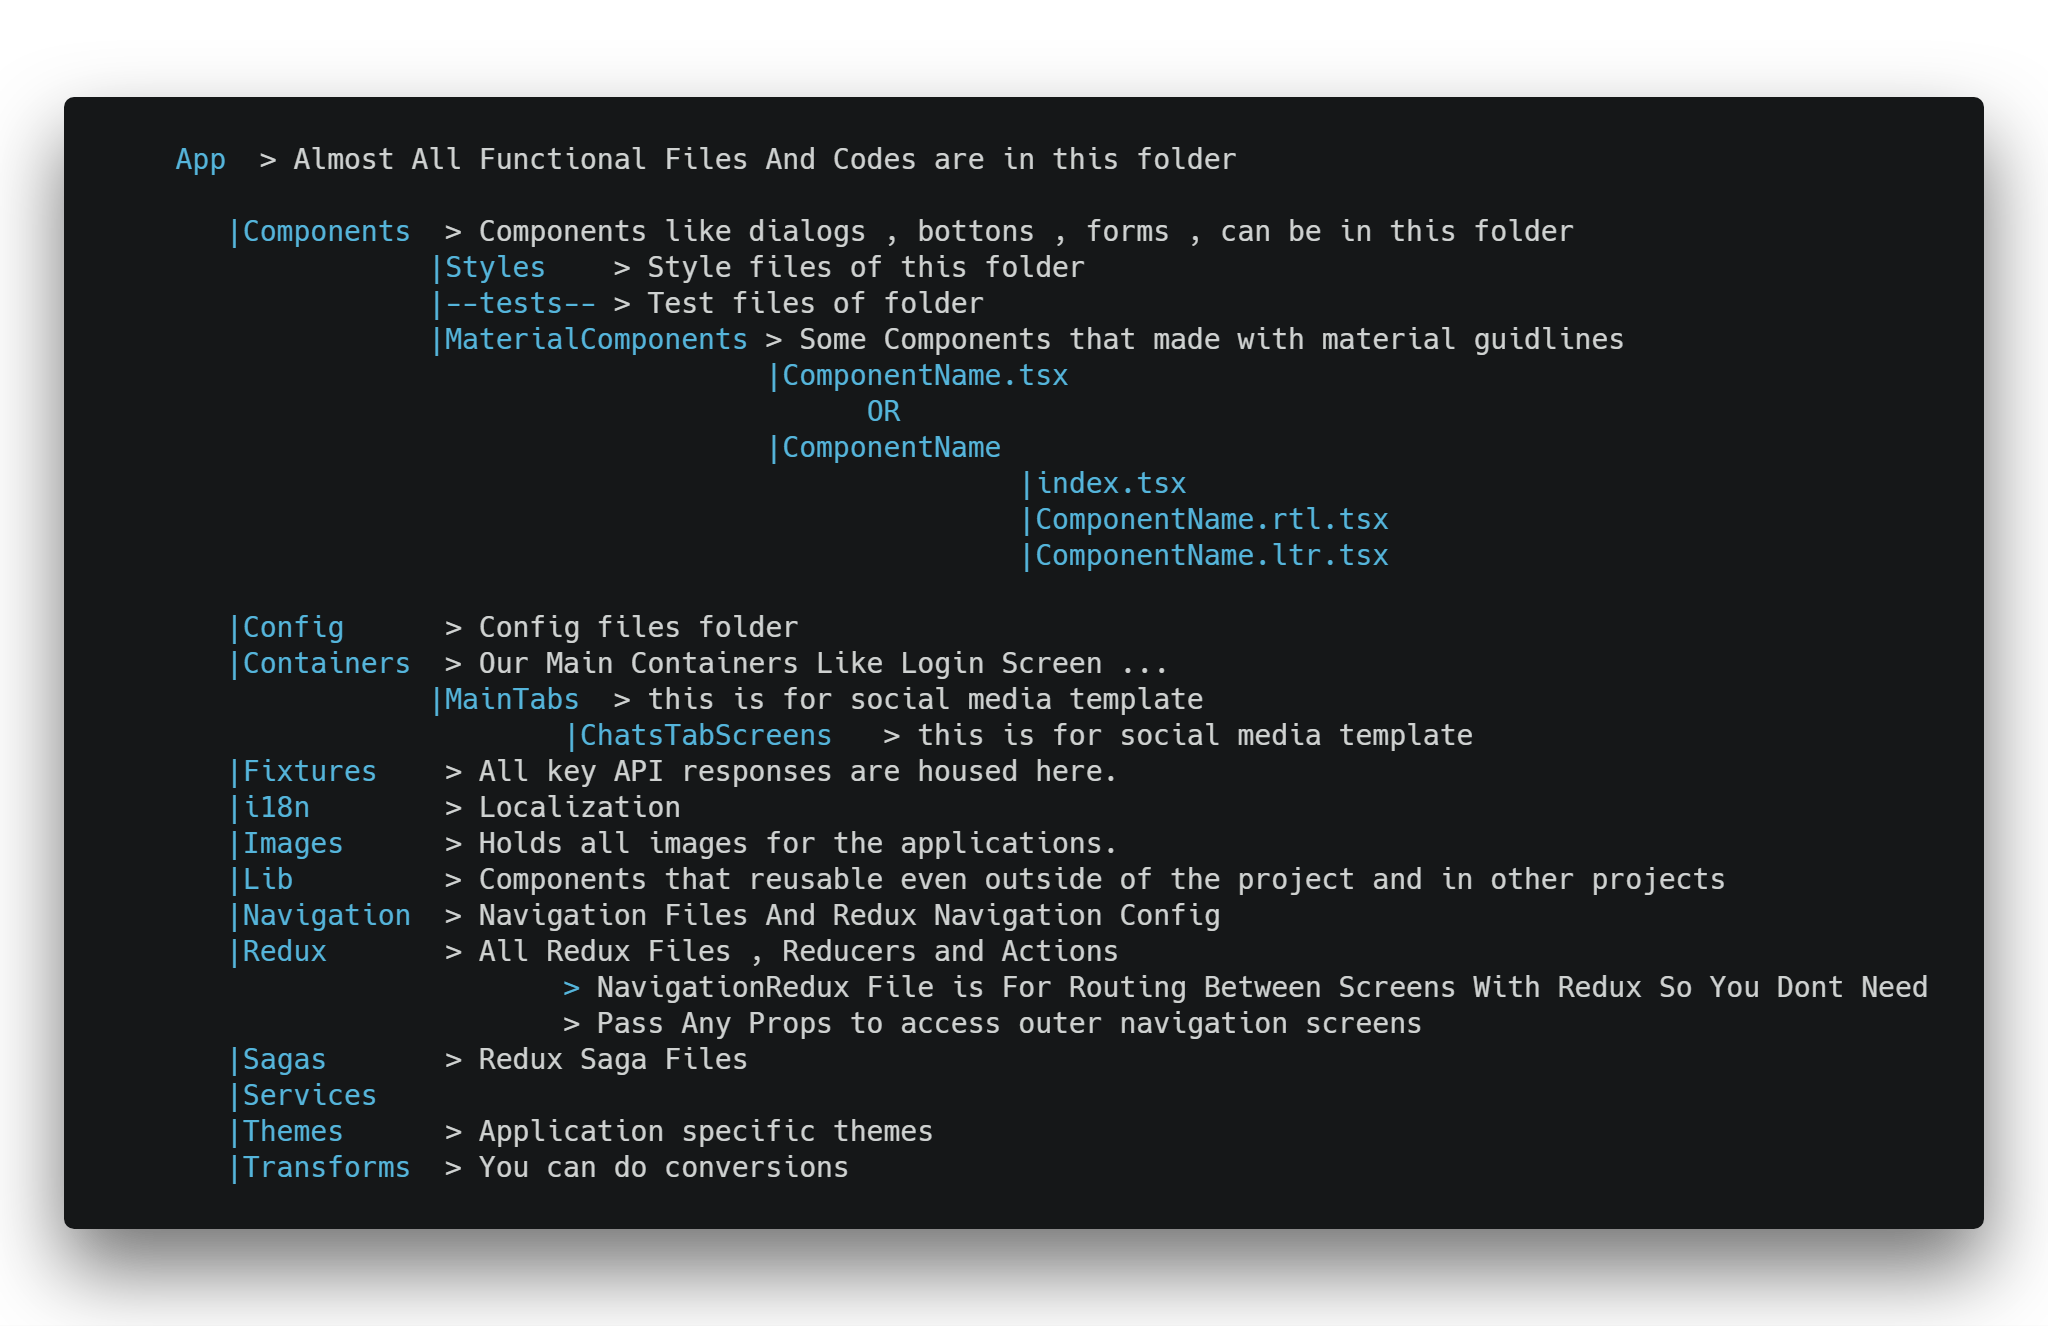 App  > Almost All Functional Files And Codes are in this folder
|Components  > Components like dialogs , bottons , forms , can be in this folder
|Styles    > Style files of this folder
|--tests-- > Test files of folder
|MaterialComponents > Some Components that made with material guidlines
|ComponentName.tsx
OR
|ComponentName
|index.tsx
|ComponentName.rtl.tsx
|ComponentName.ltr.tsx
|Config      > Config files folder
|Containers  > Our Main Containers Like Login Screen ...
|MainTabs  > this is for social media template
|ChatsTabScreens   > this is for social media template
|Fixtures    > All key API responses are housed here.
|i18n        > Localization
|Images      > Holds all images for the applications.
|Lib         > Components that reusable even outside of the project and in other projects
|Navigation  > Navigation Files And Redux Navigation Config
|Redux       > All Redux Files , Reducers and Actions
> NavigationRedux File is For Routing Between Screens With Redux So You Dont Need
> Pass Any Props to access outer navigation screens
|Sagas       > Redux Saga Files
|Services
|Themes      > Application specific themes
|Transforms  > You can do conversions